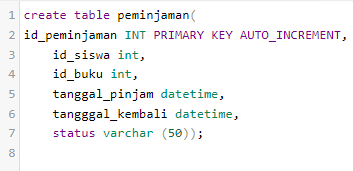 1 create table peminjaman(
2 id_peminjaman INT PRIMARY KEY AUTO_INCREMENT,
3 id_siswa int,
4 id_buku int,
5 tanggal_pinjam datetime,
6 tangggal_kembali datetime,
7 status varchar (50));
8